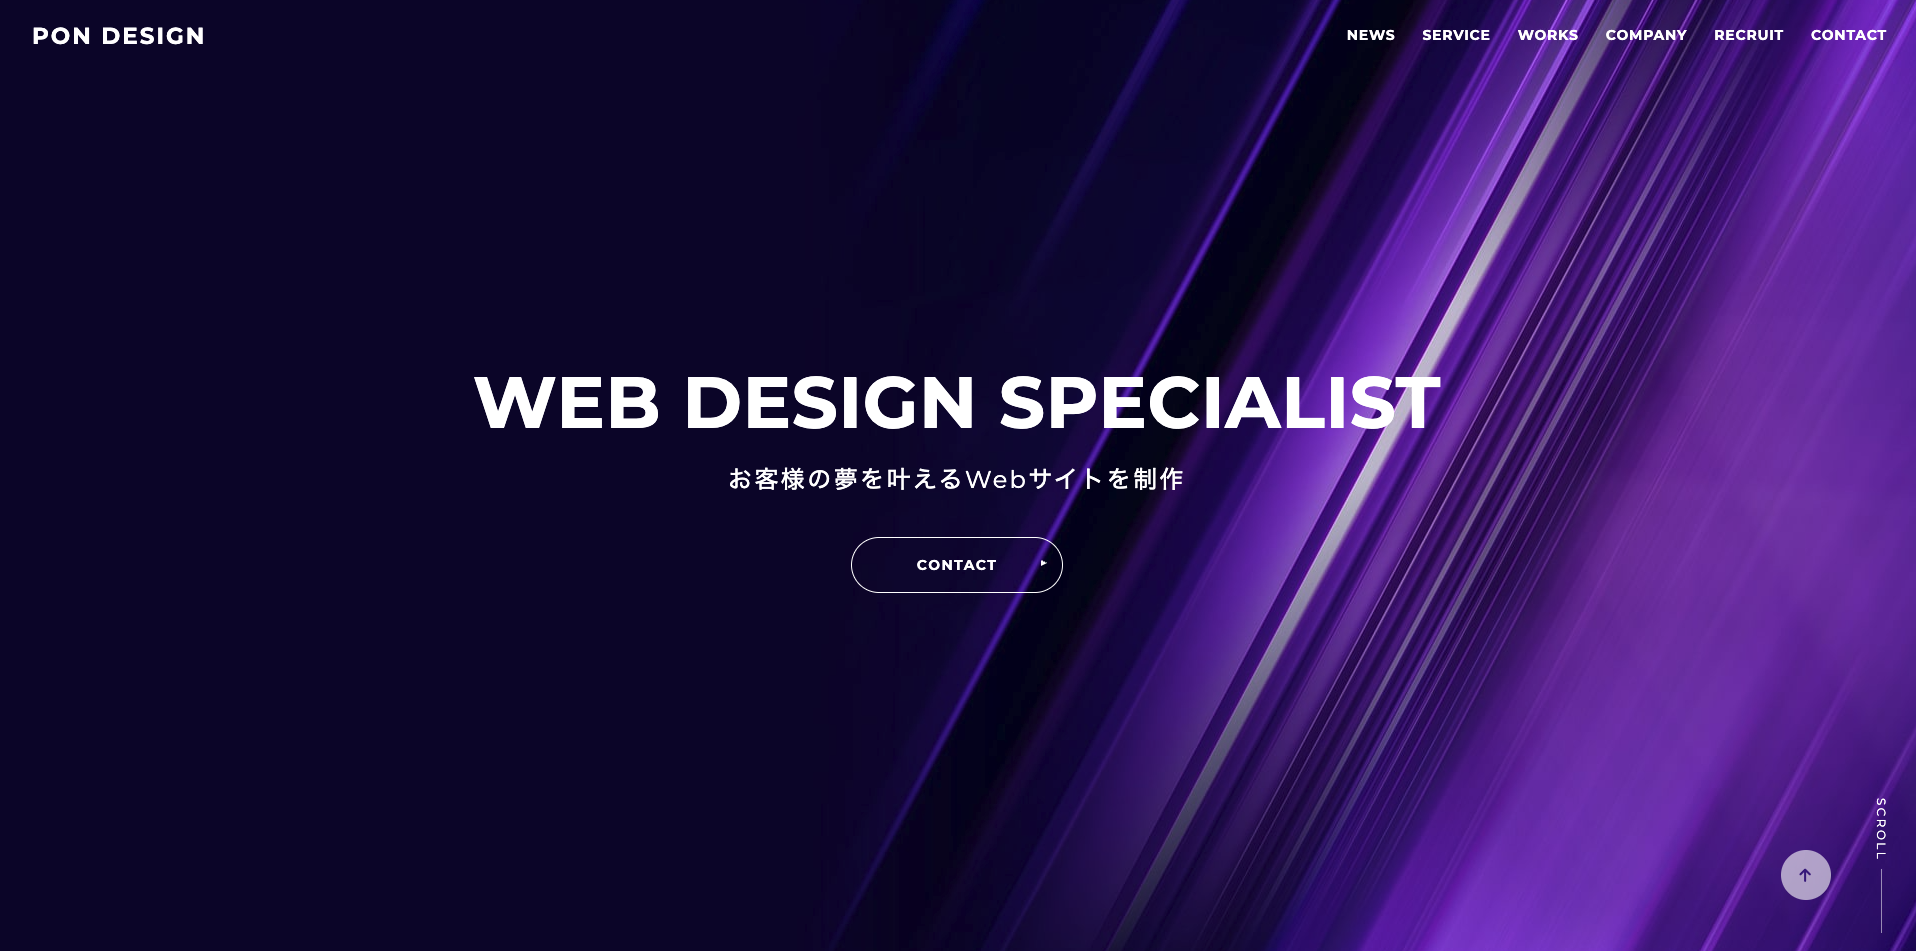 PON DESIGN
NEWS SERVICE WORKS COMPANY RECRUIT CONTACT
WEB DESIGN SPECIALIST
お客様の夢を叶えるWebサイトを制作
CONTACT
SCROLL